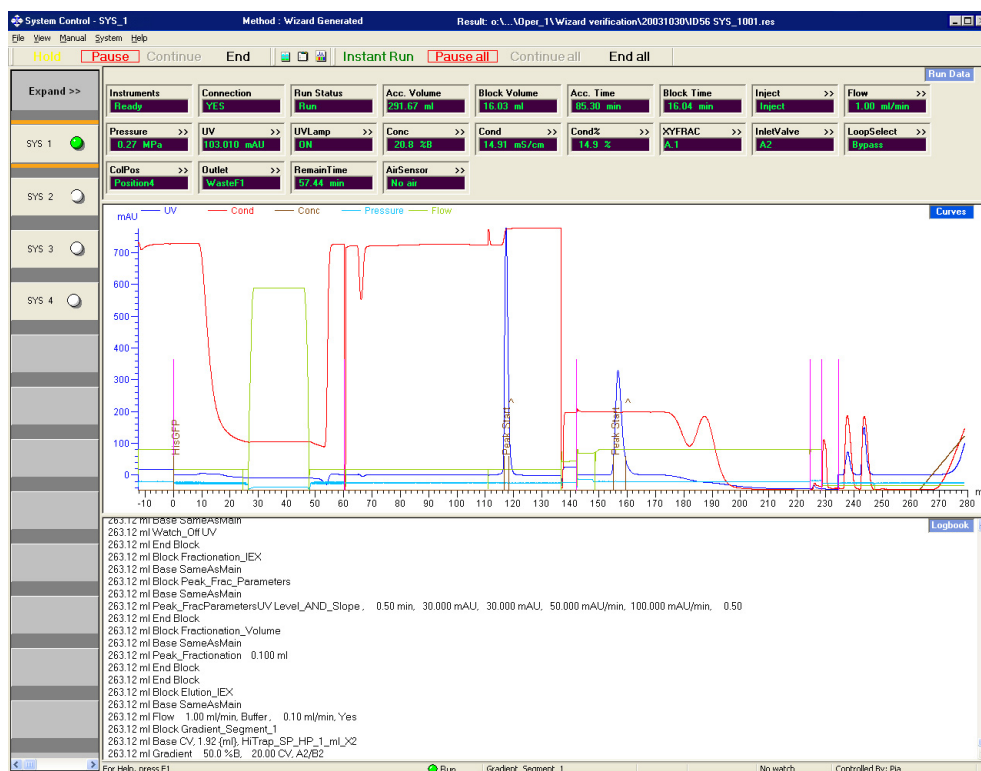 System Control - SYS_1 Method : Wizard Generated Result: o:\...\Oper_1\Wizard verification\20031030\ID56 SYS_1001.res
File View Manual System Help
Hold Pause Continue End Instant Run Pause all Continue all End all
Expand >>
SYS 1
SYS 2
SYS 3
SYS 4
Run Data
Instruments Connection Run Status Acc. Volume Block Volume Acc. Time Block Time Inject >> Flow >>
Ready YES Run 291.67 ml 16.03 ml 85.30 min 16.04 min Inject 1.00 ml/min
Pressure >> UV >> UVLamp >> Conc >> Cond >> Cond% >> XYFRAC >> InletValve >> LoopSelect >>
0.27 MPa 103.010 mAU ON 20.8 %B 14.91 mS/cm 14.9 % A.1 A2 Bypass
ColPos >> Outlet >> RemainTime AirSensor >>
Position4 WasteF1 57.44 min No air
Curves
mAU UV Cond Conc Pressure Flow
700
600
500
400
300
200
100
0
HisGFP
Peak Start ^
Peak Start ^
-10 0 10 20 30 40 50 60 70 80 90 100 110 120 130 140 150 160 170 180 190 200 210 220 230 240 250 260 270 280
Logbook
263.12 ml Base SameAsMain
263.12 ml Watch_Off UV
263.12 ml End Block
263.12 ml Block Fractionation_IEX
263.12 ml Base SameAsMain
263.12 ml Block Peak_Frac_Parameters
263.12 ml Base SameAsMain
263.12 ml Peak_FracParametersUV Level_AND_Slope , 0.50 min, 30.000 mAU, 30.000 mAU, 50.000 mAU/min, 100.000 mAU/min, 0.50
263.12 ml End Block
263.12 ml Block Fractionation_Volume
263.12 ml Base SameAsMain
263.12 ml Peak_Fractionation 0.100 ml
263.12 ml End Block
263.12 ml End Block
263.12 ml Block Elution_IEX
263.12 ml Base SameAsMain
263.12 ml Flow 1.00 ml/min, Buffer , 0.10 ml/min, Yes
263.12 ml Block Gradient_Segment_1
263.12 ml Base CV, 1.92 {ml}, HiTrap_SP_HP_1_ml_X2
263.12 ml Gradient 50.0 %B, 20.00 CV, A2/B2
For Help, press F1 Run Gradient_Segment_1 No watch Controlled By: Pia